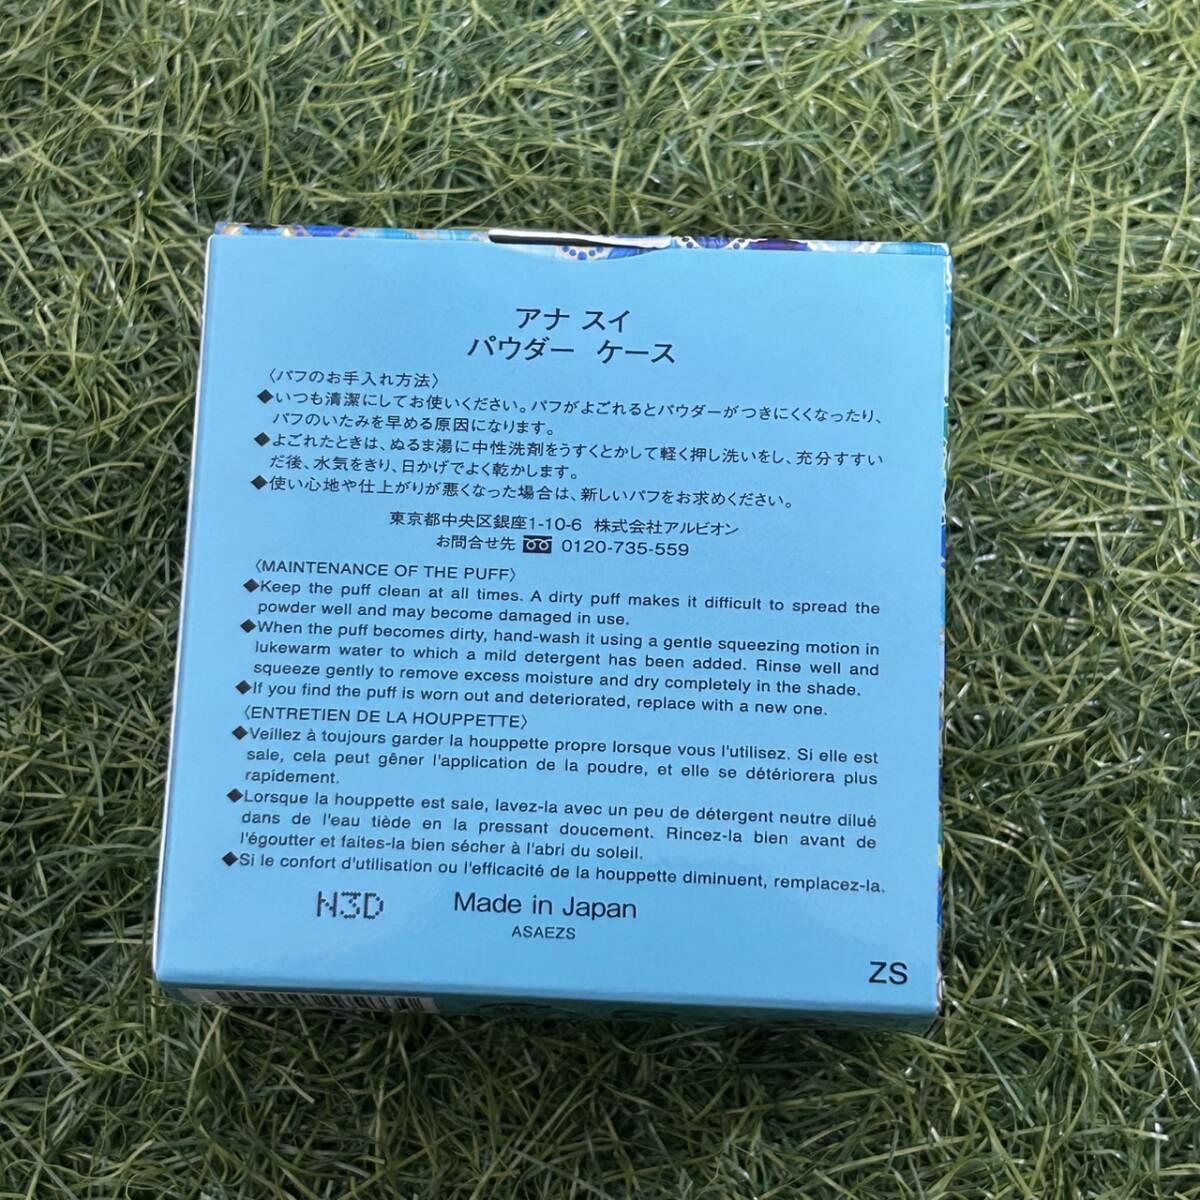 アナ スイ
パウダー ケース
〈パフのお手入れ方法〉
◆いつも清潔にしてお使いください。パフがよごれるとパウダーがつきにくくなったり、
パフのいたみを早める原因になります。
◆よごれたときは、ぬるま湯に中性洗剤をうすくとかして軽く押し洗いをし、充分すすい
だ後、水気をきり、日かげでよく乾かします。
◆使い心地や仕上がりが悪くなった場合は、新しいパフをお求めください。
東京都中央区銀座1-10-6 株式会社アルビオン
お問合せ先 0120-735-559
〈MAINTENANCE OF THE PUFF〉
◆Keep the puff clean at all times. A dirty puff makes it difficult to spread the
powder well and may become damaged in use.
◆When the puff becomes dirty, hand-wash it using a gentle squeezing motion in
lukewarm water to which a mild detergent has been added. Rinse well and
squeeze gently to remove excess moisture and dry completely in the shade.
◆If you find the puff is worn out and deteriorated, replace with a new one.
〈ENTRETIEN DE LA HOUPPETTE〉
◆Veillez à toujours garder la houppette propre lorsque vous l'utilisez. Si elle est
sale, cela peut gêner l'application de la poudre, et elle se détériorera plus
rapidement.
◆Lorsque la houppette est sale, lavez-la avec un peu de détergent neutre dilué
dans de l'eau tiède en la pressant doucement. Rincez-la bien avant de
l'égoutter et faites-la bien sécher à l'abri du soleil.
◆Si le confort d'utilisation ou l'efficacité de la houppette diminuent, remplacez-la.
N3D Made in Japan
ASAEZS
ZS